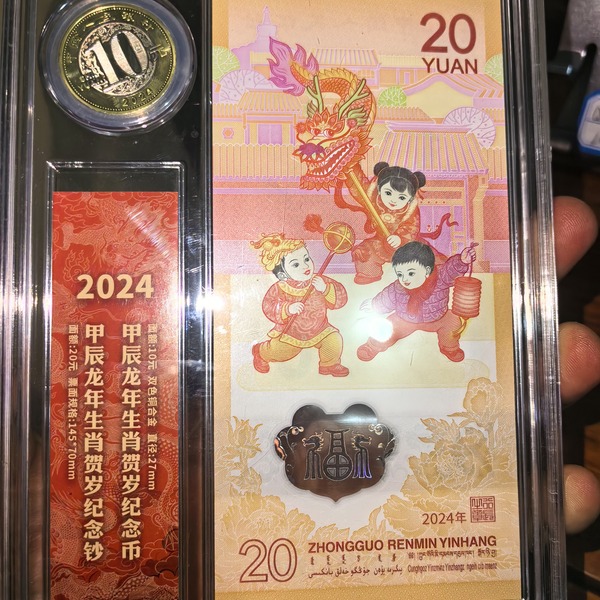 10
2024
20
YUAN
2024
甲辰龙年生肖贺岁纪念币
面额:10元 双色铜合金 直径:27mm
甲辰龙年生肖贺岁纪念钞
面额:20元 票面规格:145*70mm
福
2024年
20
ZHONGGUO RENMIN YINHANG